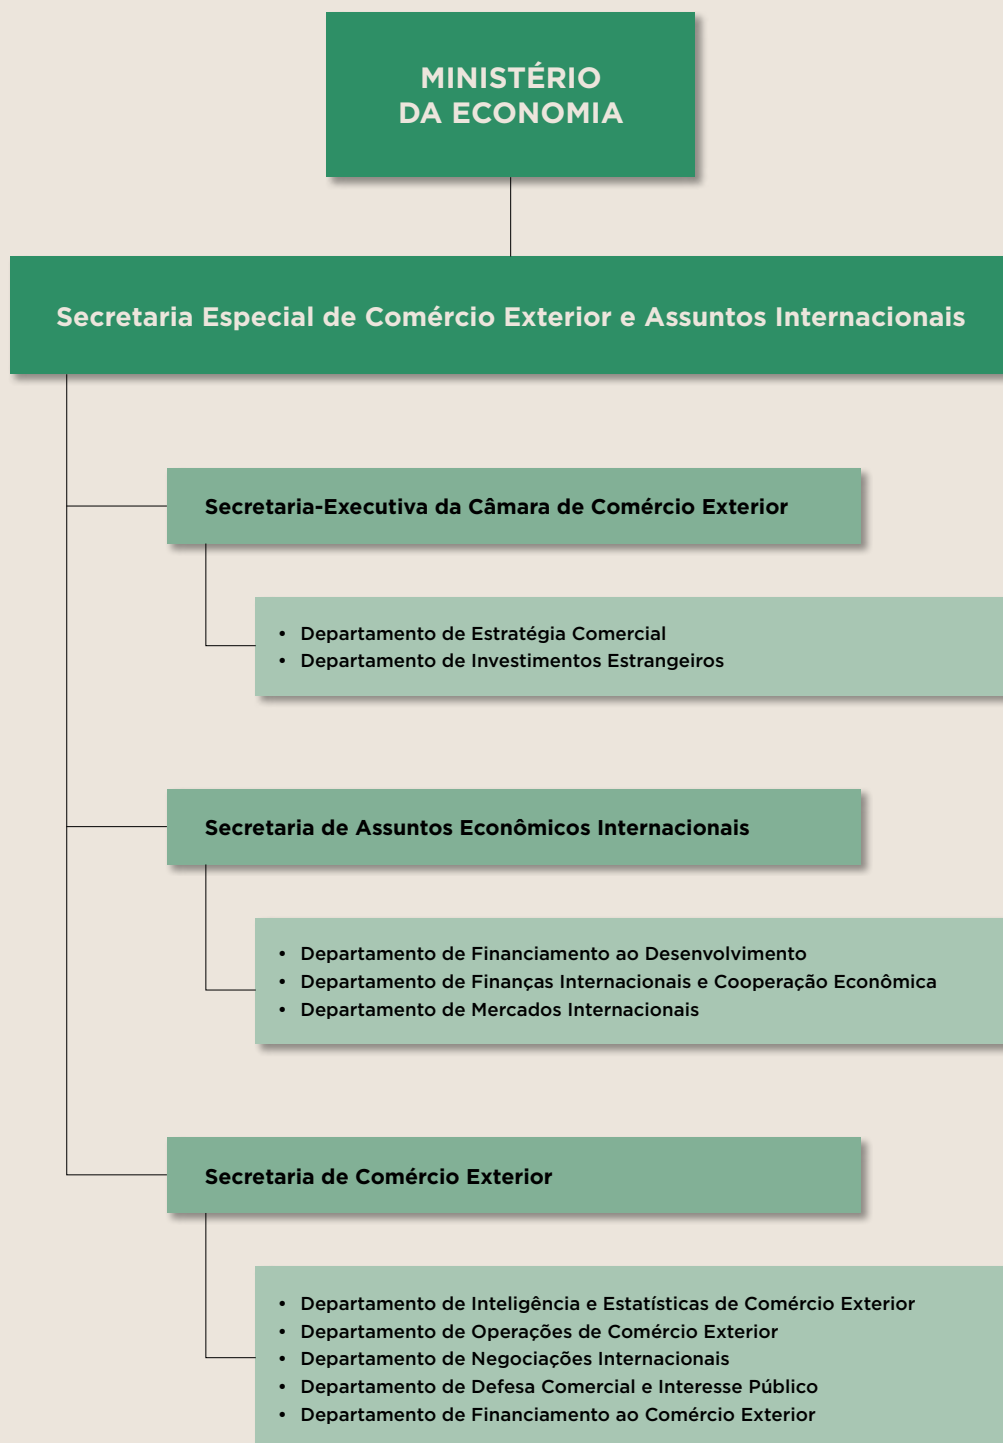 MINISTÉRIO
DA ECONOMIA
Secretaria Especial de Comércio Exterior e Assuntos Internacionais
Secretaria-Executiva da Câmara de Comércio Exterior
• Departamento de Estratégia Comercial
• Departamento de Investimentos Estrangeiros
Secretaria de Assuntos Econômicos Internacionais
• Departamento de Financiamento ao Desenvolvimento
• Departamento de Finanças Internacionais e Cooperação Econômica
• Departamento de Mercados Internacionais
Secretaria de Comércio Exterior
• Departamento de Inteligência e Estatísticas de Comércio Exterior
• Departamento de Operações de Comércio Exterior
• Departamento de Negociações Internacionais
• Departamento de Defesa Comercial e Interesse Público
• Departamento de Financiamento ao Comércio Exterior